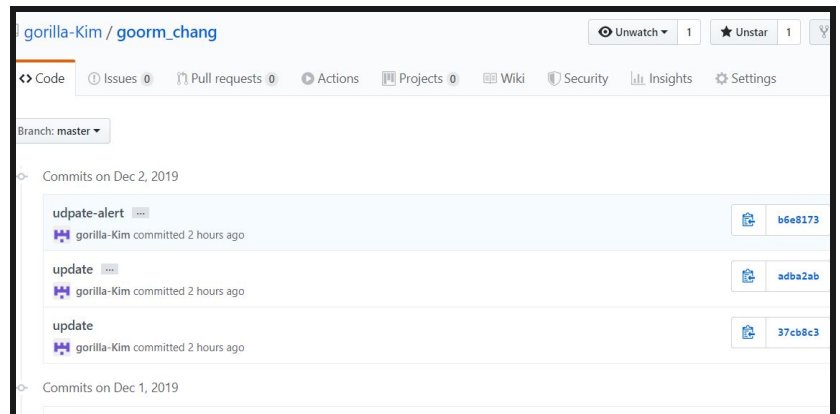 gorilla-Kim / goorm_chang
Unwatch 1 Unstar 1
Code Issues 0 Pull requests 0 Actions Projects 0 Wiki Security Insights Settings
Branch: master
Commits on Dec 2, 2019
udpate-alert ...
gorilla-Kim committed 2 hours ago
b6e8173
update ...
gorilla-Kim committed 2 hours ago
adba2ab
update
gorilla-Kim committed 2 hours ago
37cb8c3
Commits on Dec 1, 2019